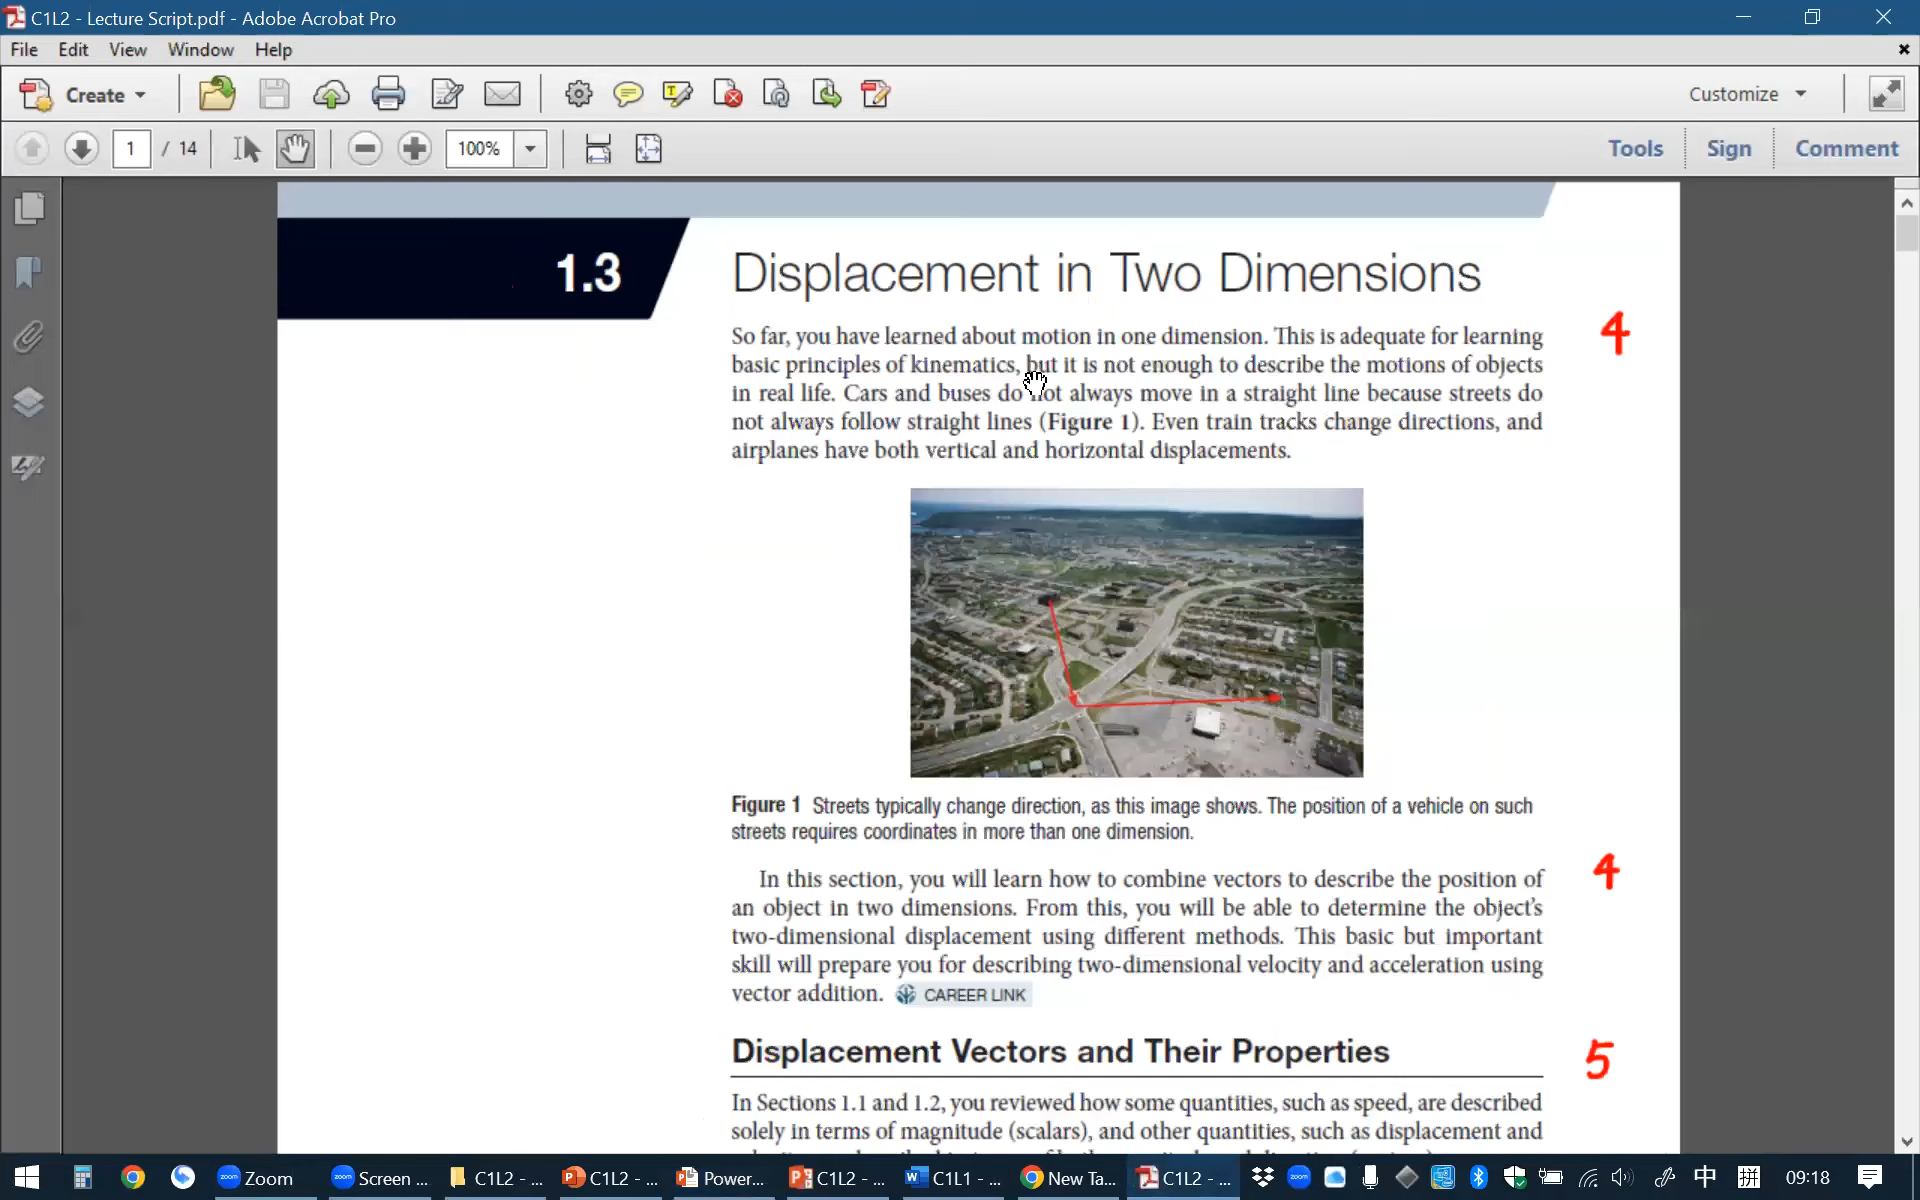 C1L2 - Lecture Script.pdf - Adobe Acrobat Pro
File Edit View Window Help
Create
Customize
1 / 14
100%
Tools Sign Comment
1.3
Displacement in Two Dimensions
So far, you have learned about motion in one dimension. This is adequate for learning
4
basic principles of kinematics, but it is not enough to describe the motions of objects
in real life. Cars and buses do not always move in a straight line because streets do
not always follow straight lines (Figure 1). Even train tracks change directions, and
airplanes have both vertical and horizontal displacements.
Figure 1 Streets typically change direction, as this image shows. The position of a vehicle on such
streets requires coordinates in more than one dimension.
In this section, you will learn how to combine vectors to describe the position of
4
an object in two dimensions. From this, you will be able to determine the object's
two-dimensional displacement using different methods. This basic but important
skill will prepare you for describing two-dimensional velocity and acceleration using
vector addition. CAREER LINK
Displacement Vectors and Their Properties
5
In Sections 1.1 and 1.2, you reviewed how some quantities, such as speed, are described
solely in terms of magnitude (scalars), and other quantities, such as displacement and
zoom Zoom zoom Screen ... C1L2 - ... C1L2 - ... Power... C1L2 - ... C1L1 - ... New Ta... C1L2 - ... zoom 中 拼 09:18